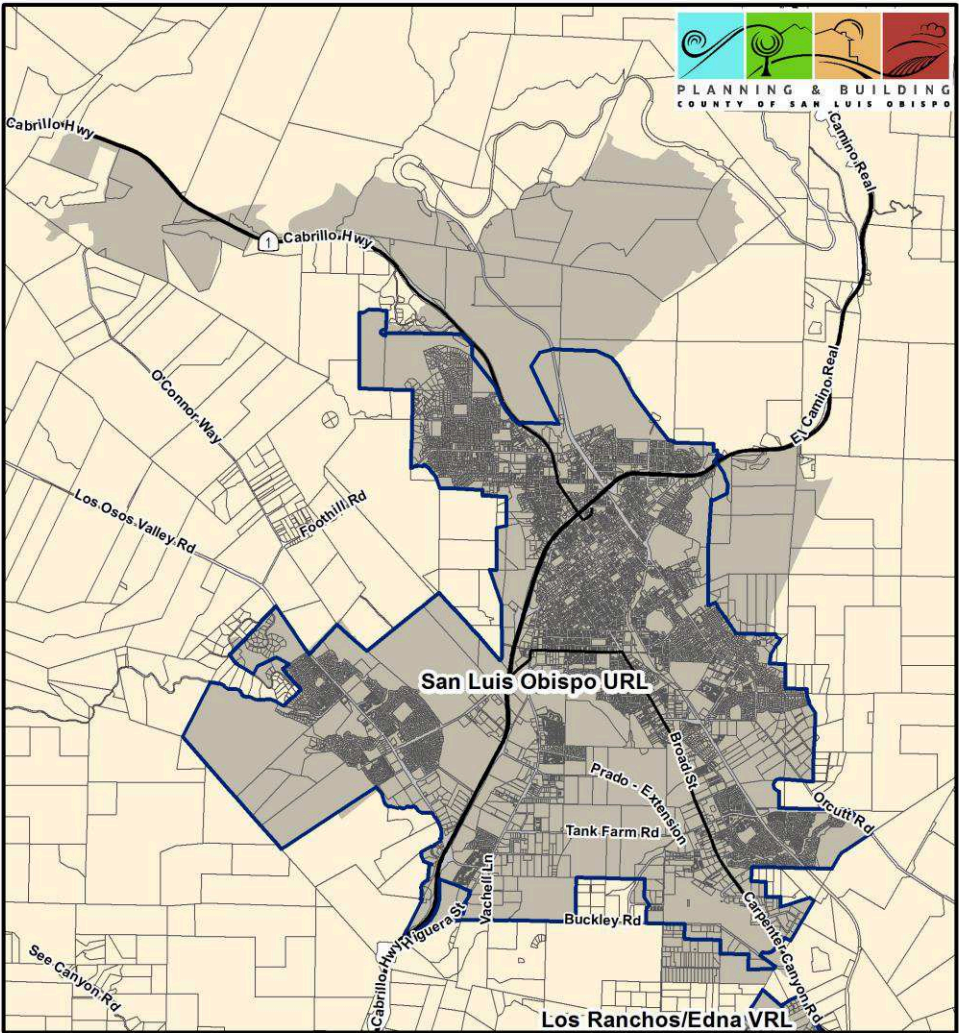 PLANNING & BUILDING
COUNTY OF SAN LUIS OBISPO
Cabrillo Hwy
Camino Real
1
Cabrillo Hwy
El Camino Real
O'Connor Way
Los Osos Valley Rd
Foothill Rd
San Luis Obispo URL
Broad St
Prado - Extension
Orcutt Rd
Tank Farm Rd
Vachell Ln
Higuera St
Buckley Rd
Carpenter Canyon Rd
Cabrillo Hwy
See Canyon Rd
Los Ranchos/Edna VRL